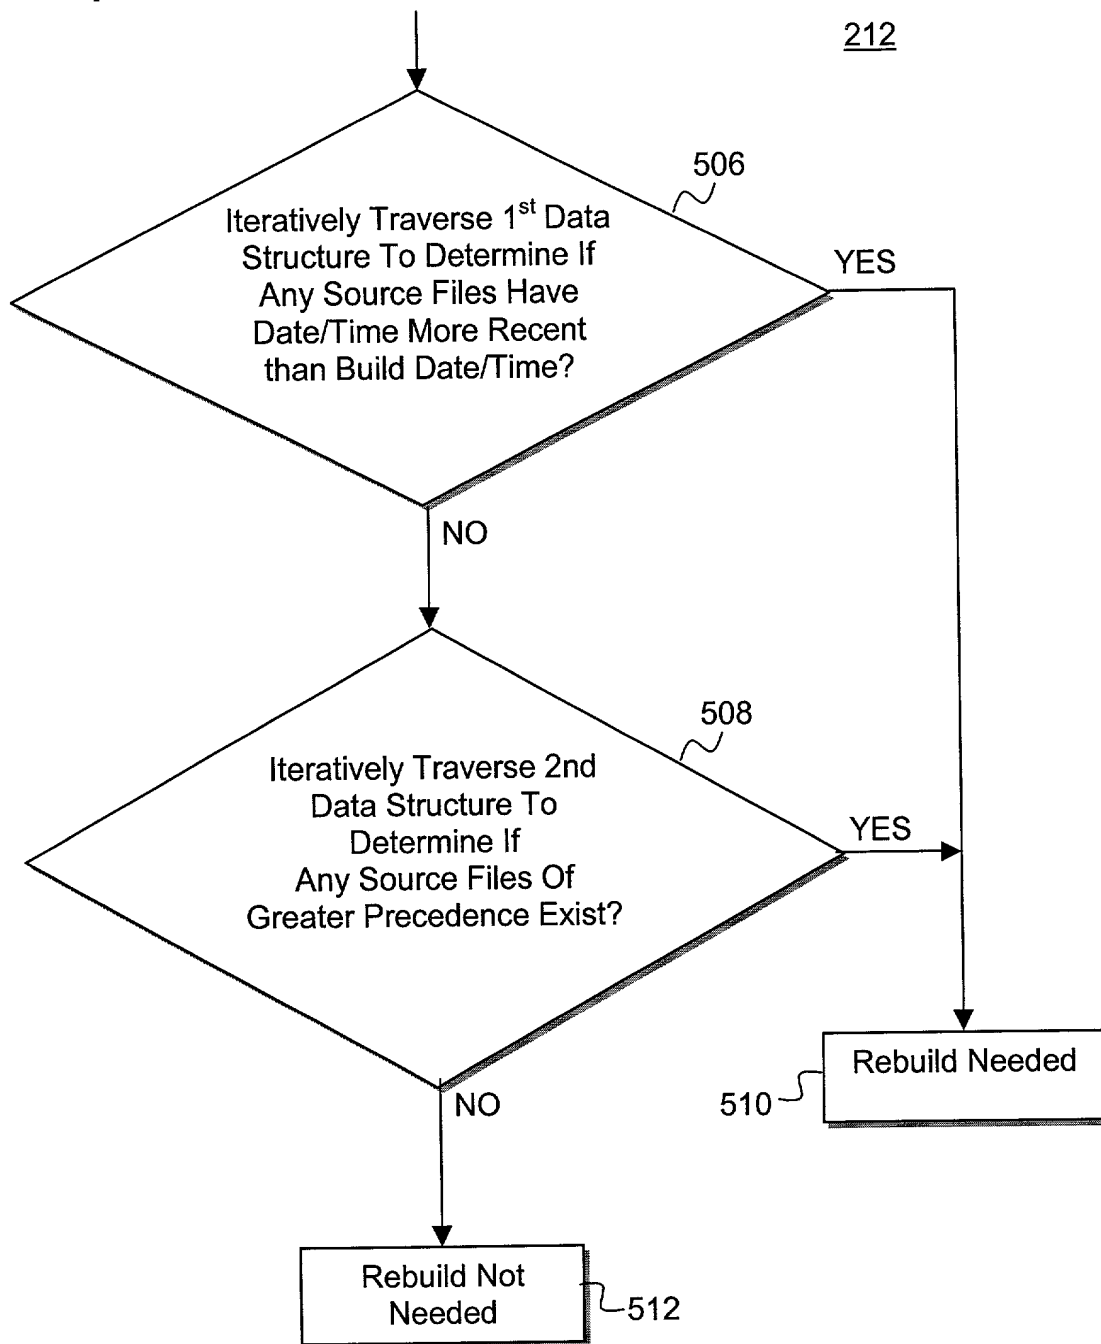 212
506
Iteratively Traverse 1st Data
Structure To Determine If
Any Source Files Have
Date/Time More Recent
than Build Date/Time?
YES
NO
508
Iteratively Traverse 2nd
Data Structure To
Determine If
Any Source Files Of
Greater Precedence Exist?
YES
NO
Rebuild Needed
510
Rebuild Not
Needed
512